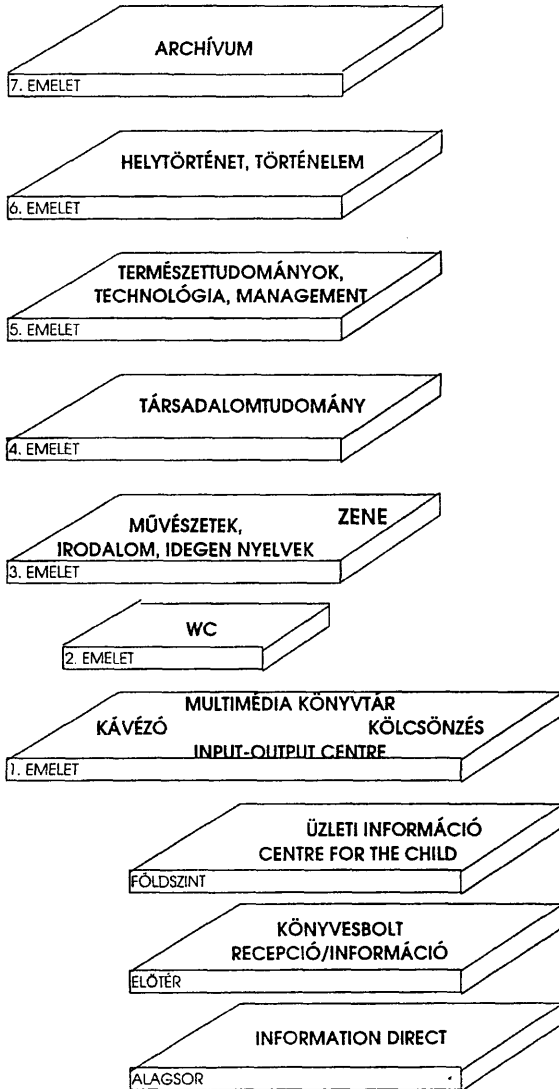 ARCHÍVUM
7. EMELET
HELYTÖRTÉNET, TÖRTÉNELEM
6. EMELET
TERMÉSZETTUDOMÁNYOK,
TECHNOLÓGIA, MANAGEMENT
5. EMELET
TÁRSADALOMTUDOMÁNY
4. EMELET
ZENE
MŰVÉSZETEK,
IRODALOM, IDEGEN NYELVEK
3. EMELET
WC
2. EMELET
MULTIMÉDIA KÖNYVTÁR
KÁVÉZÓ KÖLCSÖNZÉS
INPUT-OUTPUT CENTRE
1. EMELET
ÜZLETI INFORMÁCIÓ
CENTRE FOR THE CHILD
FÖLDSZINT
KÖNYVESBOLT
RECEPCIÓ/INFORMÁCIÓ
ELŐTÉR
INFORMATION DIRECT
ALAGSOR